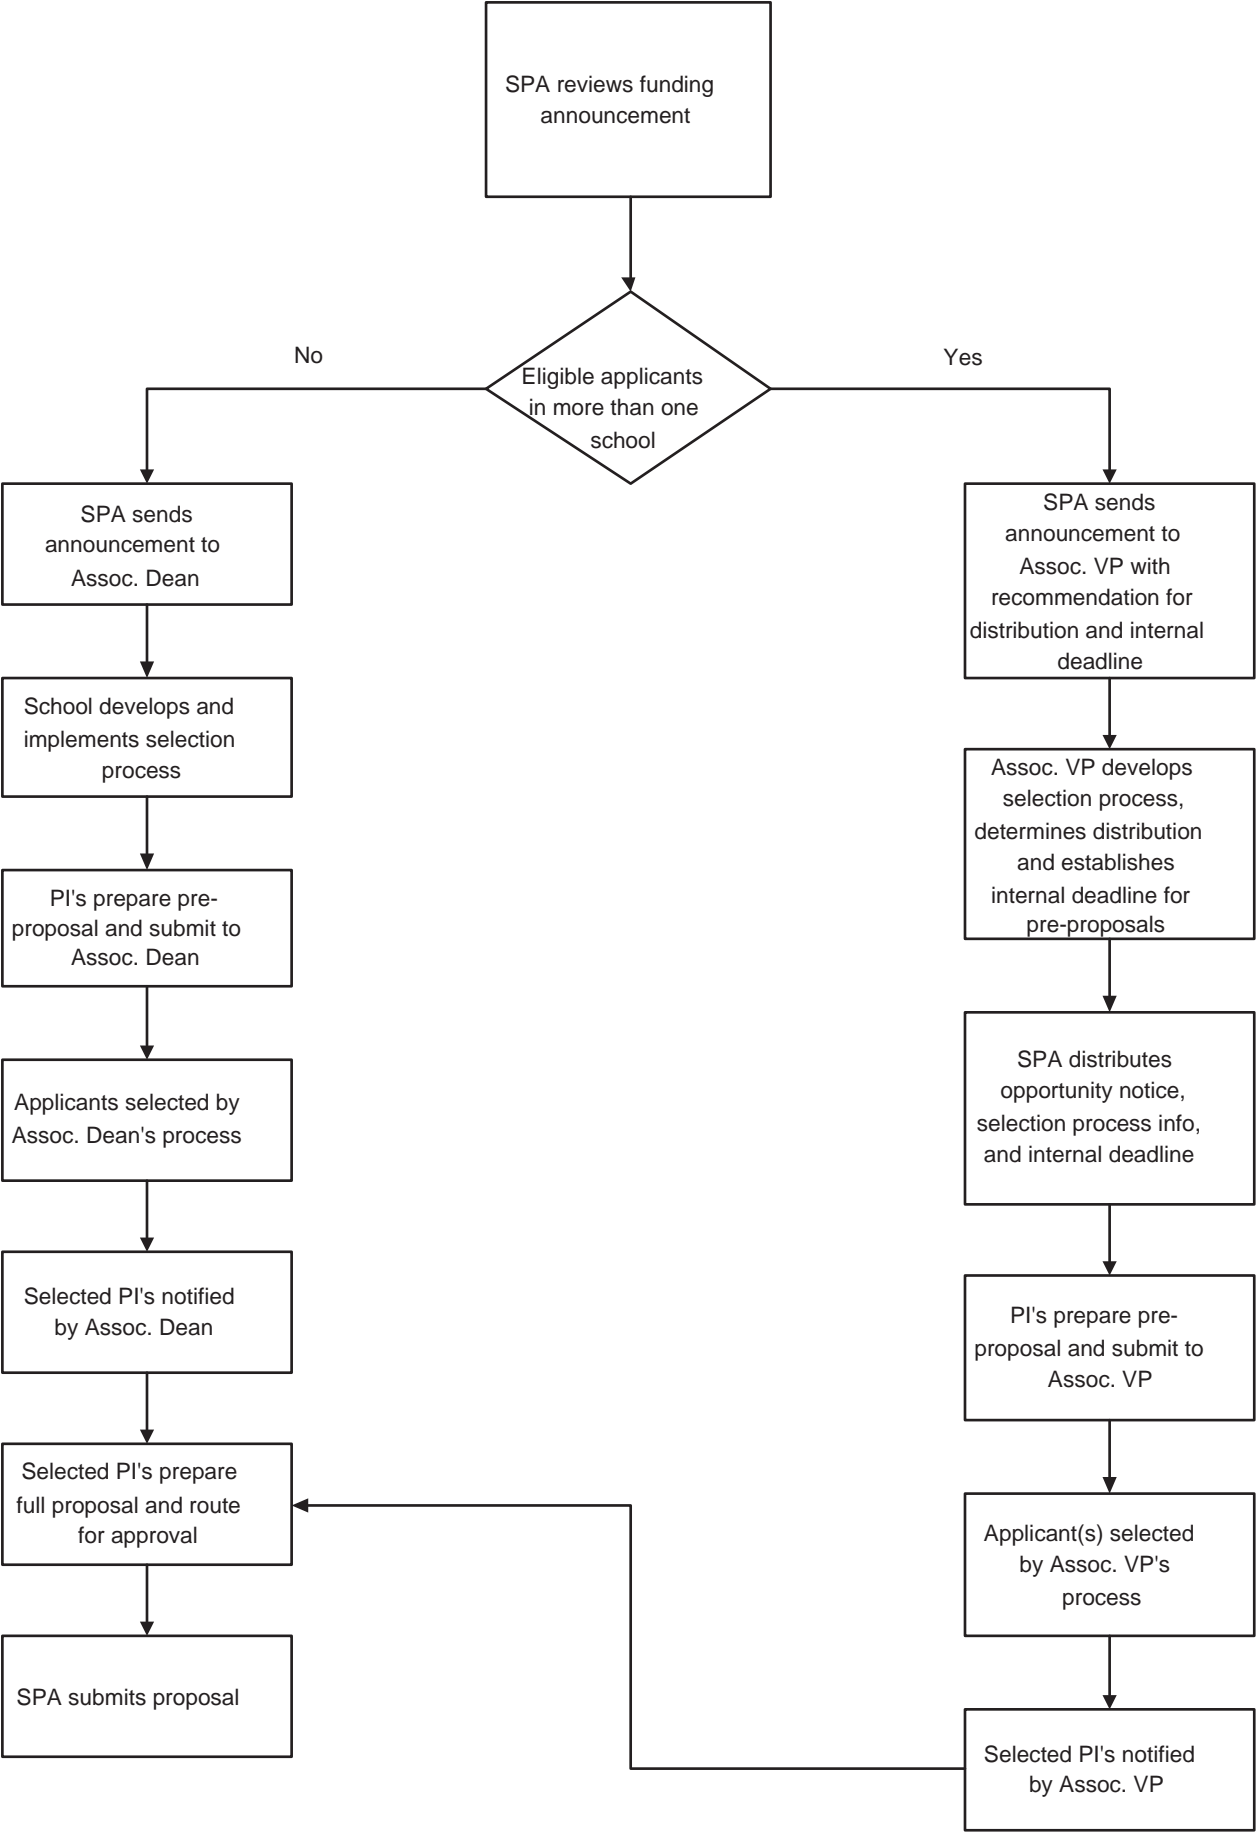 SPA reviews funding
announcement
No
Yes
Eligible applicants
in more than one
school
SPA sends
announcement to
Assoc. Dean
School develops and
implements selection
process
PI's prepare pre-
proposal and submit to
Assoc. Dean
Applicants selected by
Assoc. Dean's process
Selected PI's notified
by Assoc. Dean
Selected PI's prepare
full proposal and route
for approval
SPA submits proposal
SPA sends
announcement to
Assoc. VP with
recommendation for
distribution and internal
deadline
Assoc. VP develops
selection process,
determines distribution
and establishes
internal deadline for
pre-proposals
SPA distributes
opportunity notice,
selection process info,
and internal deadline
PI's prepare pre-
proposal and submit to
Assoc. VP
Applicant(s) selected
by Assoc. VP's
process
Selected PI's notified
by Assoc. VP